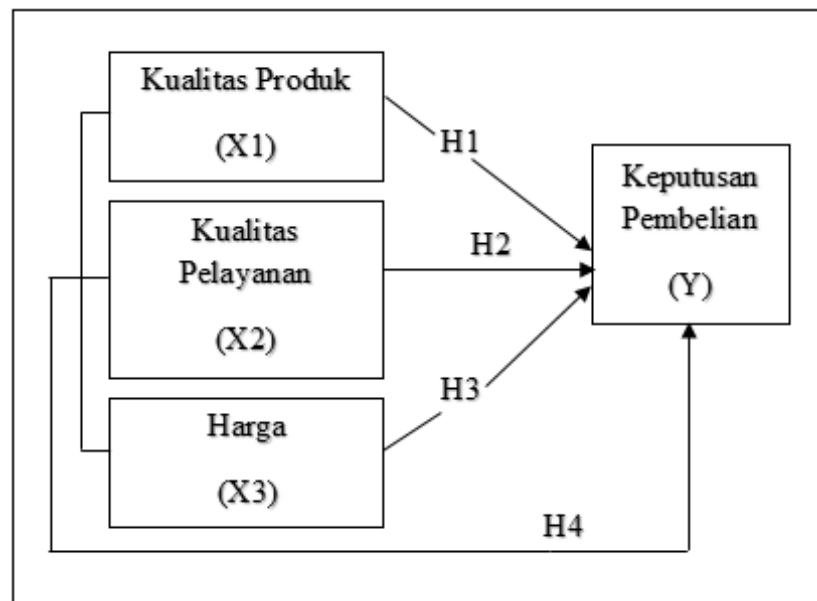 Kualitas Produk
(X1)
H1
Keputusan
Pembelian
(Y)
Kualitas
Pelayanan
(X2)
H2
H3
Harga
(X3)
H4